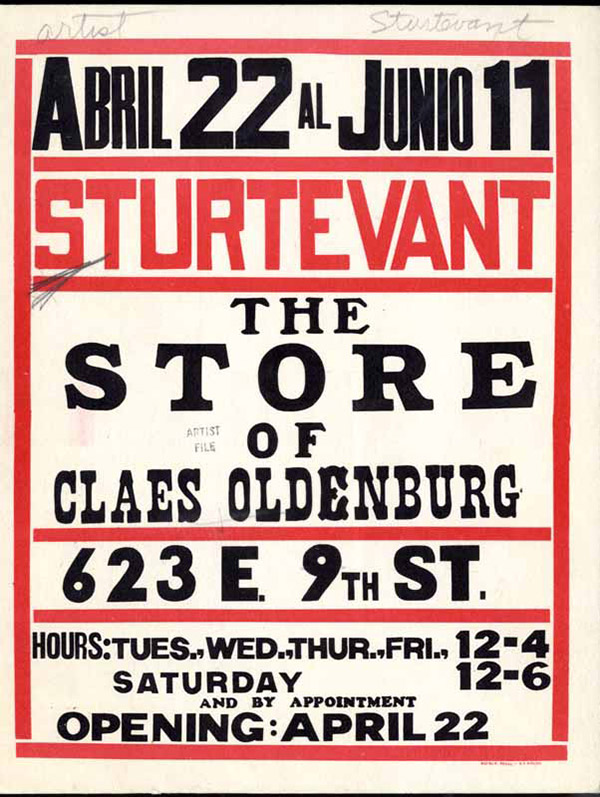 artist Sturtevant
ABRIL 22 AL JUNIO 11
STURTEVANT
THE
STORE
ARTIST
FILE
OF
CLAES OLDENBURG
623 E. 9TH ST.
HOURS: TUES., WED., THUR., FRI., 12-4
SATURDAY 12-6
AND BY APPOINTMENT
OPENING: APRIL 22